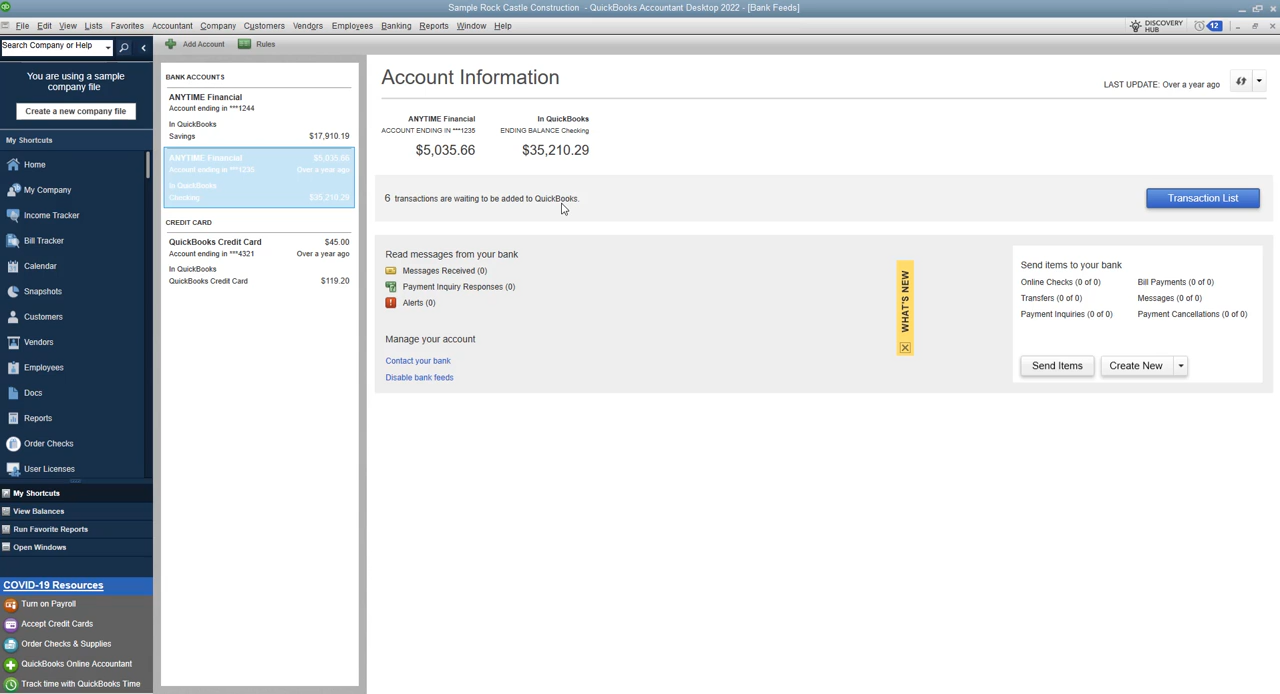 Sample Rock Castle Construction - QuickBooks Accountant Desktop 2022 - [Bank Feeds]
File Edit View Lists Favorites Accountant Company Customers Vendors Employees Banking Reports Window Help
DISCOVERY HUB 12
Search Company or Help
Add Account Rules
You are using a sample company file
Create a new company file
My Shortcuts
Home
My Company
Income Tracker
Bill Tracker
Calendar
Snapshots
Customers
Vendors
Employees
Docs
Reports
Order Checks
User Licenses
My Shortcuts
View Balances
Run Favorite Reports
Open Windows
COVID-19 Resources
Turn on Payroll
Accept Credit Cards
Order Checks & Supplies
QuickBooks Online Accountant
Track time with QuickBooks Time
BANK ACCOUNTS
ANYTIME Financial
Account ending in ***1244
In QuickBooks
Savings $17,910.19
ANYTIME Financial $5,035.66
Account ending in ***1235 Over a year ago
In QuickBooks
Checking $35,210.29
CREDIT CARD
QuickBooks Credit Card $45.00
Account ending in ***4321 Over a year ago
In QuickBooks
QuickBooks Credit Card $119.20
Account Information
LAST UPDATE: Over a year ago
ANYTIME Financial In QuickBooks
ACCOUNT ENDING IN ***1235 ENDING BALANCE Checking
$5,035.66 $35,210.29
6 transactions are waiting to be added to QuickBooks.
Transaction List
Read messages from your bank
Messages Received (0)
Payment Inquiry Responses (0)
Alerts (0)
Manage your account
Contact your bank
Disable bank feeds
WHAT'S NEW
Send items to your bank
Online Checks (0 of 0) Bill Payments (0 of 0)
Transfers (0 of 0) Messages (0 of 0)
Payment Inquiries (0 of 0) Payment Cancellations (0 of 0)
Send Items Create New